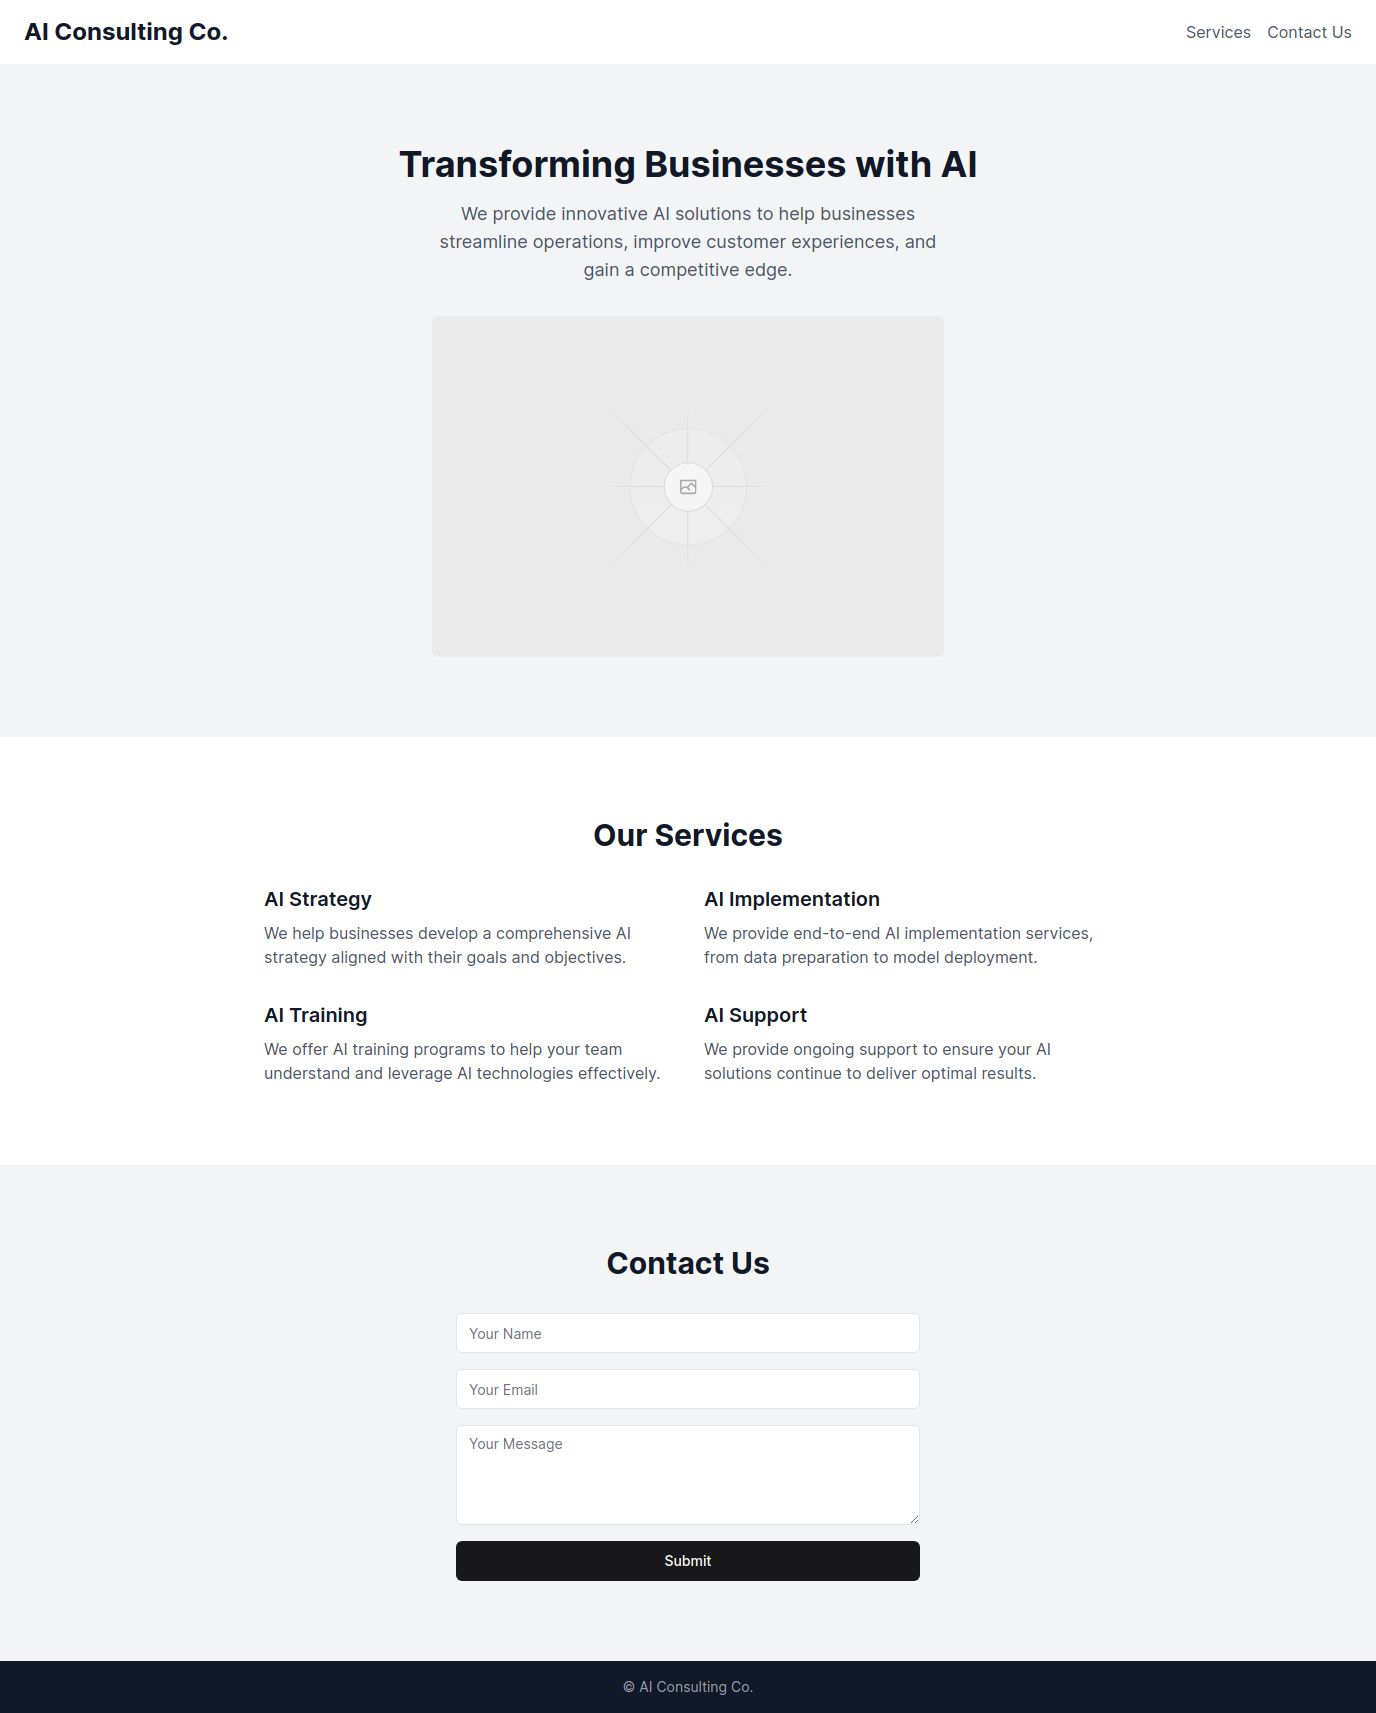 AI Consulting Co.
Services
Contact Us
Transforming Businesses with AI
We provide innovative AI solutions to help businesses
streamline operations, improve customer experiences, and
gain a competitive edge.
Our Services
AI Strategy
We help businesses develop a comprehensive AI
strategy aligned with their goals and objectives.
AI Implementation
We provide end-to-end AI implementation services,
from data preparation to model deployment.
AI Training
We offer AI training programs to help your team
understand and leverage AI technologies effectively.
AI Support
We provide ongoing support to ensure your AI
solutions continue to deliver optimal results.
Contact Us
Your Name
Your Email
Your Message
Submit
© AI Consulting Co.